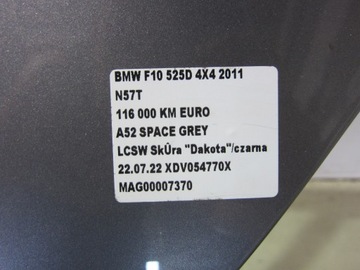 BMW F10 525D 4X4 2011
N57T
116 000 KM EURO
A52 SPACE GREY
LCSW SkÛra "Dakota"/czarna
22.07.22 XDV054770X
MAG00007370